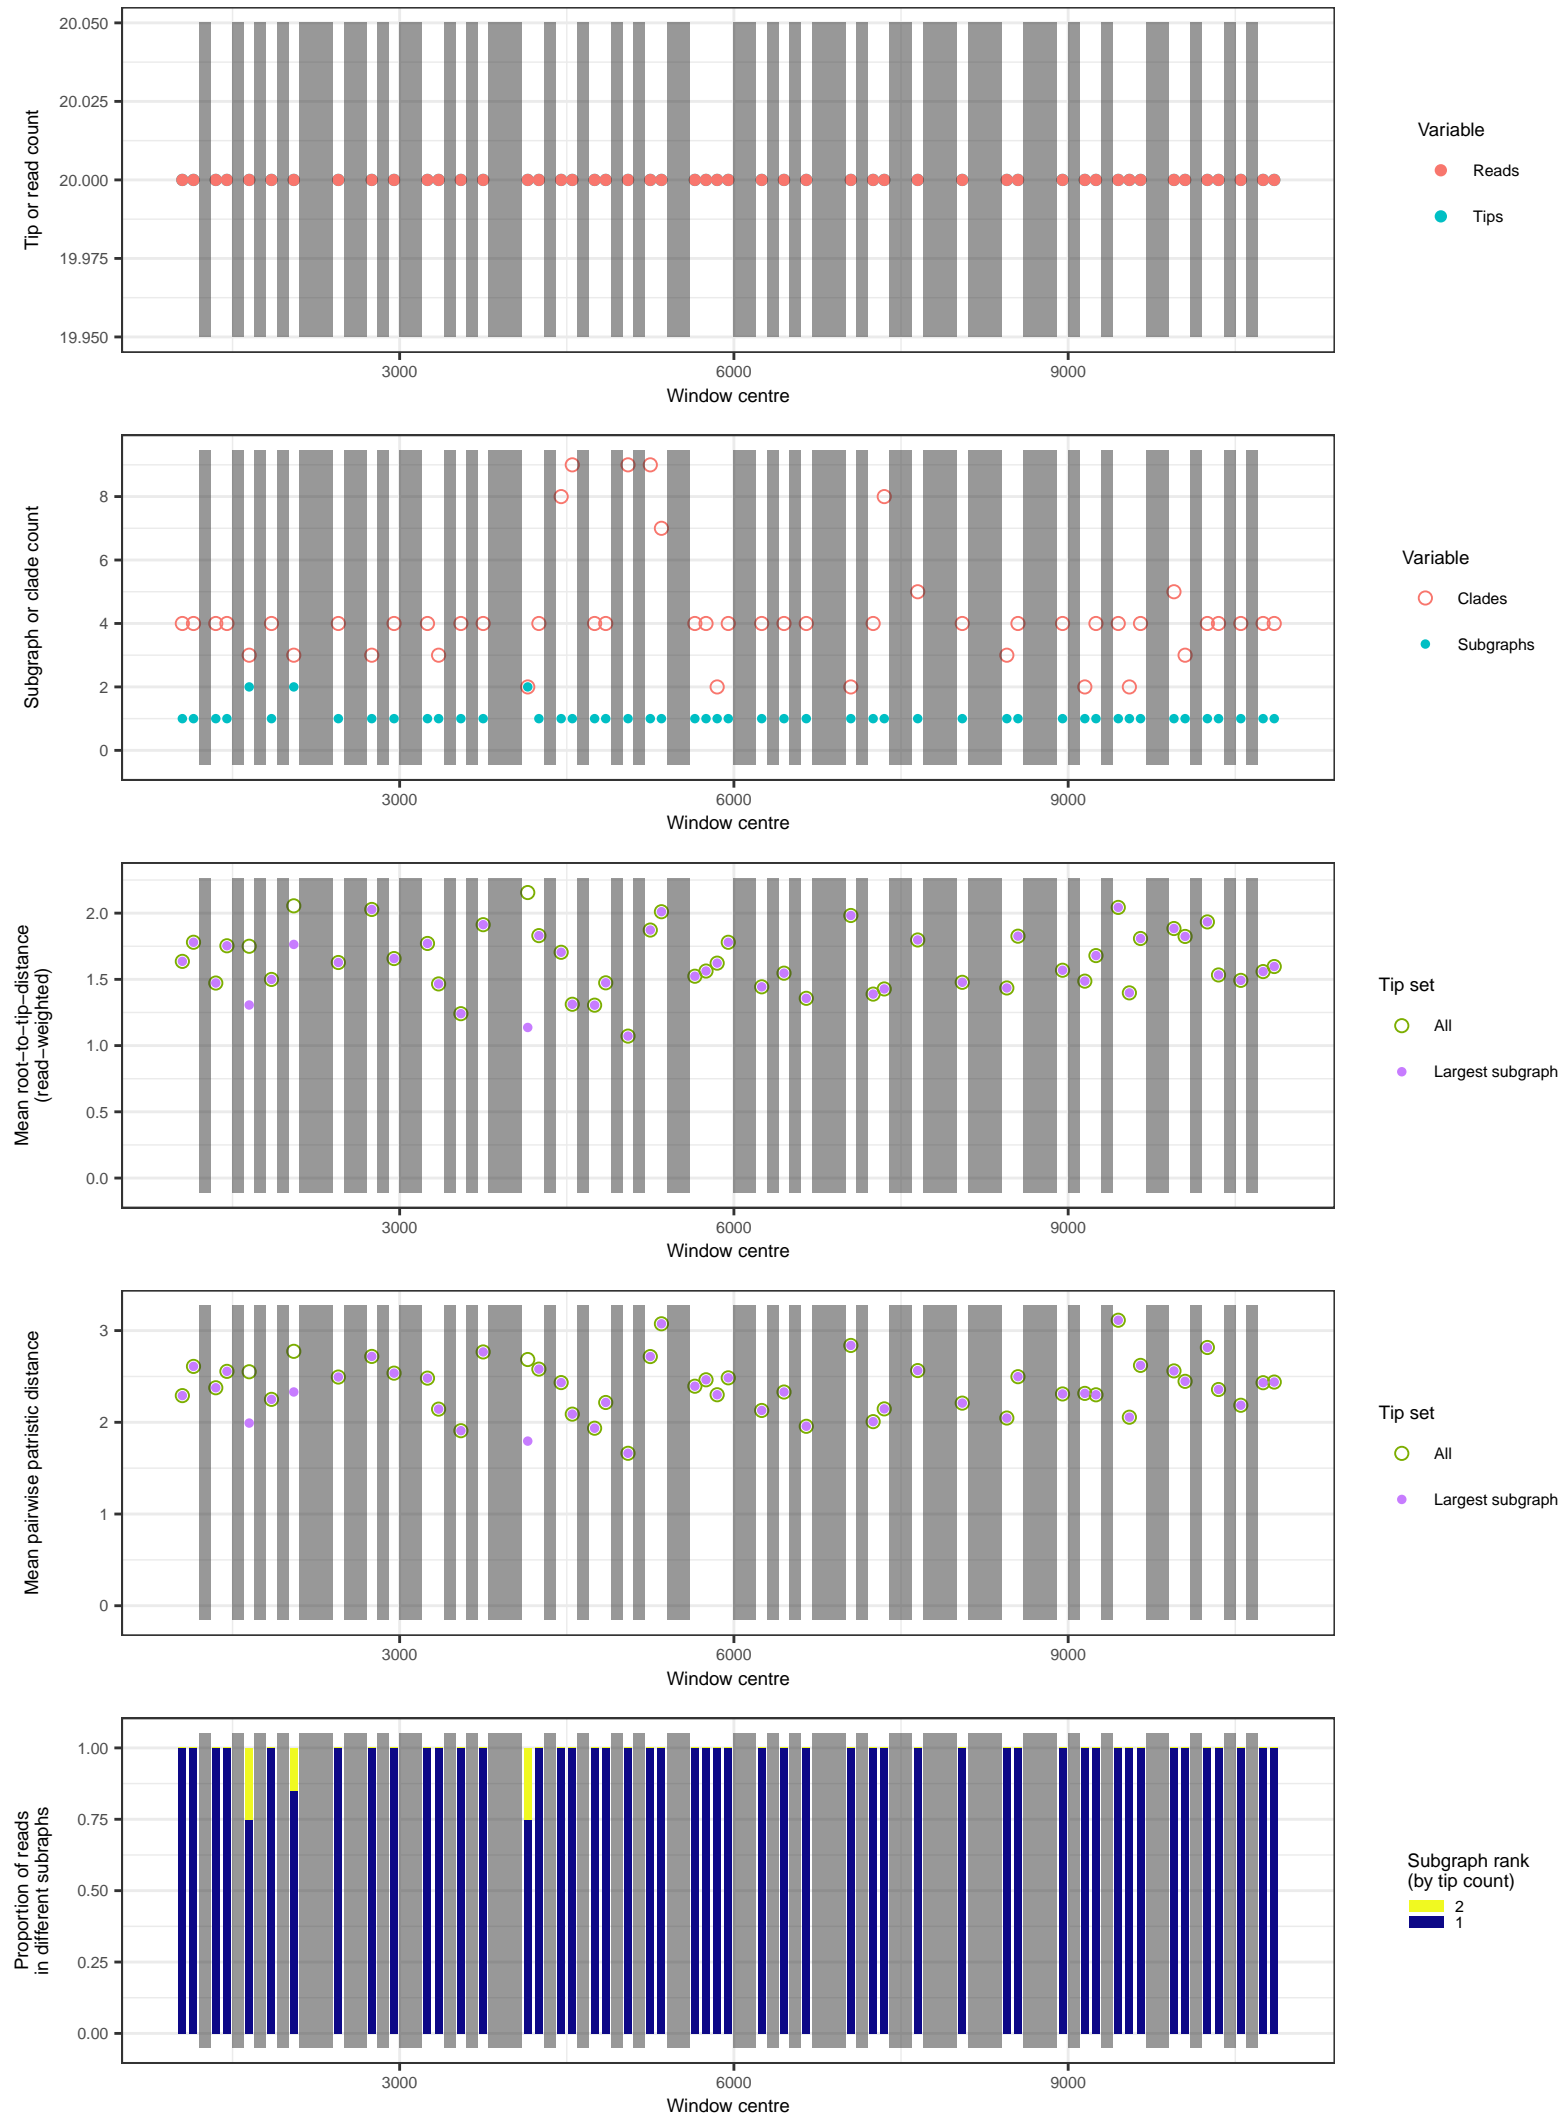 20.050
20.025
20.000
19.975
19.950
Tip or read count
3000
6000
9000
Window centre
Variable
Reads
Tips
8
6
4
2
0
Subgraph or clade count
3000
6000
9000
Window centre
Variable
Clades
Subgraphs
2.0
1.5
1.0
0.5
0.0
Mean root−to−tip−distance
(read−weighted)
3000
6000
9000
Window centre
Tip set
All
Largest subgraph
3
2
1
0
Mean pairwise patristic distance
3000
6000
9000
Window centre
Tip set
All
Largest subgraph
1.00
0.75
0.50
0.25
0.00
Proportion of reads
in different subraphs
3000
6000
9000
Window centre
Subgraph rank
(by tip count)
2
1